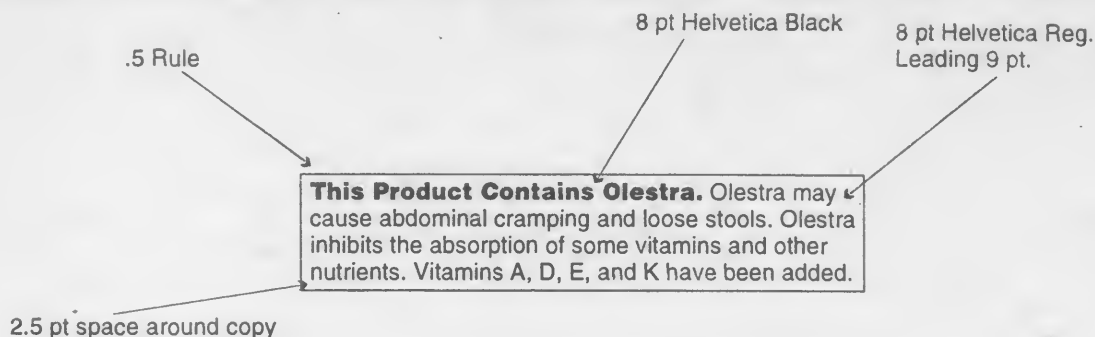 8 pt Helvetica Black
8 pt Helvetica Reg.
Leading 9 pt.
.5 Rule
This Product Contains Olestra. Olestra may
cause abdominal cramping and loose stools. Olestra
inhibits the absorption of some vitamins and other
nutrients. Vitamins A, D, E, and K have been added.
2.5 pt space around copy